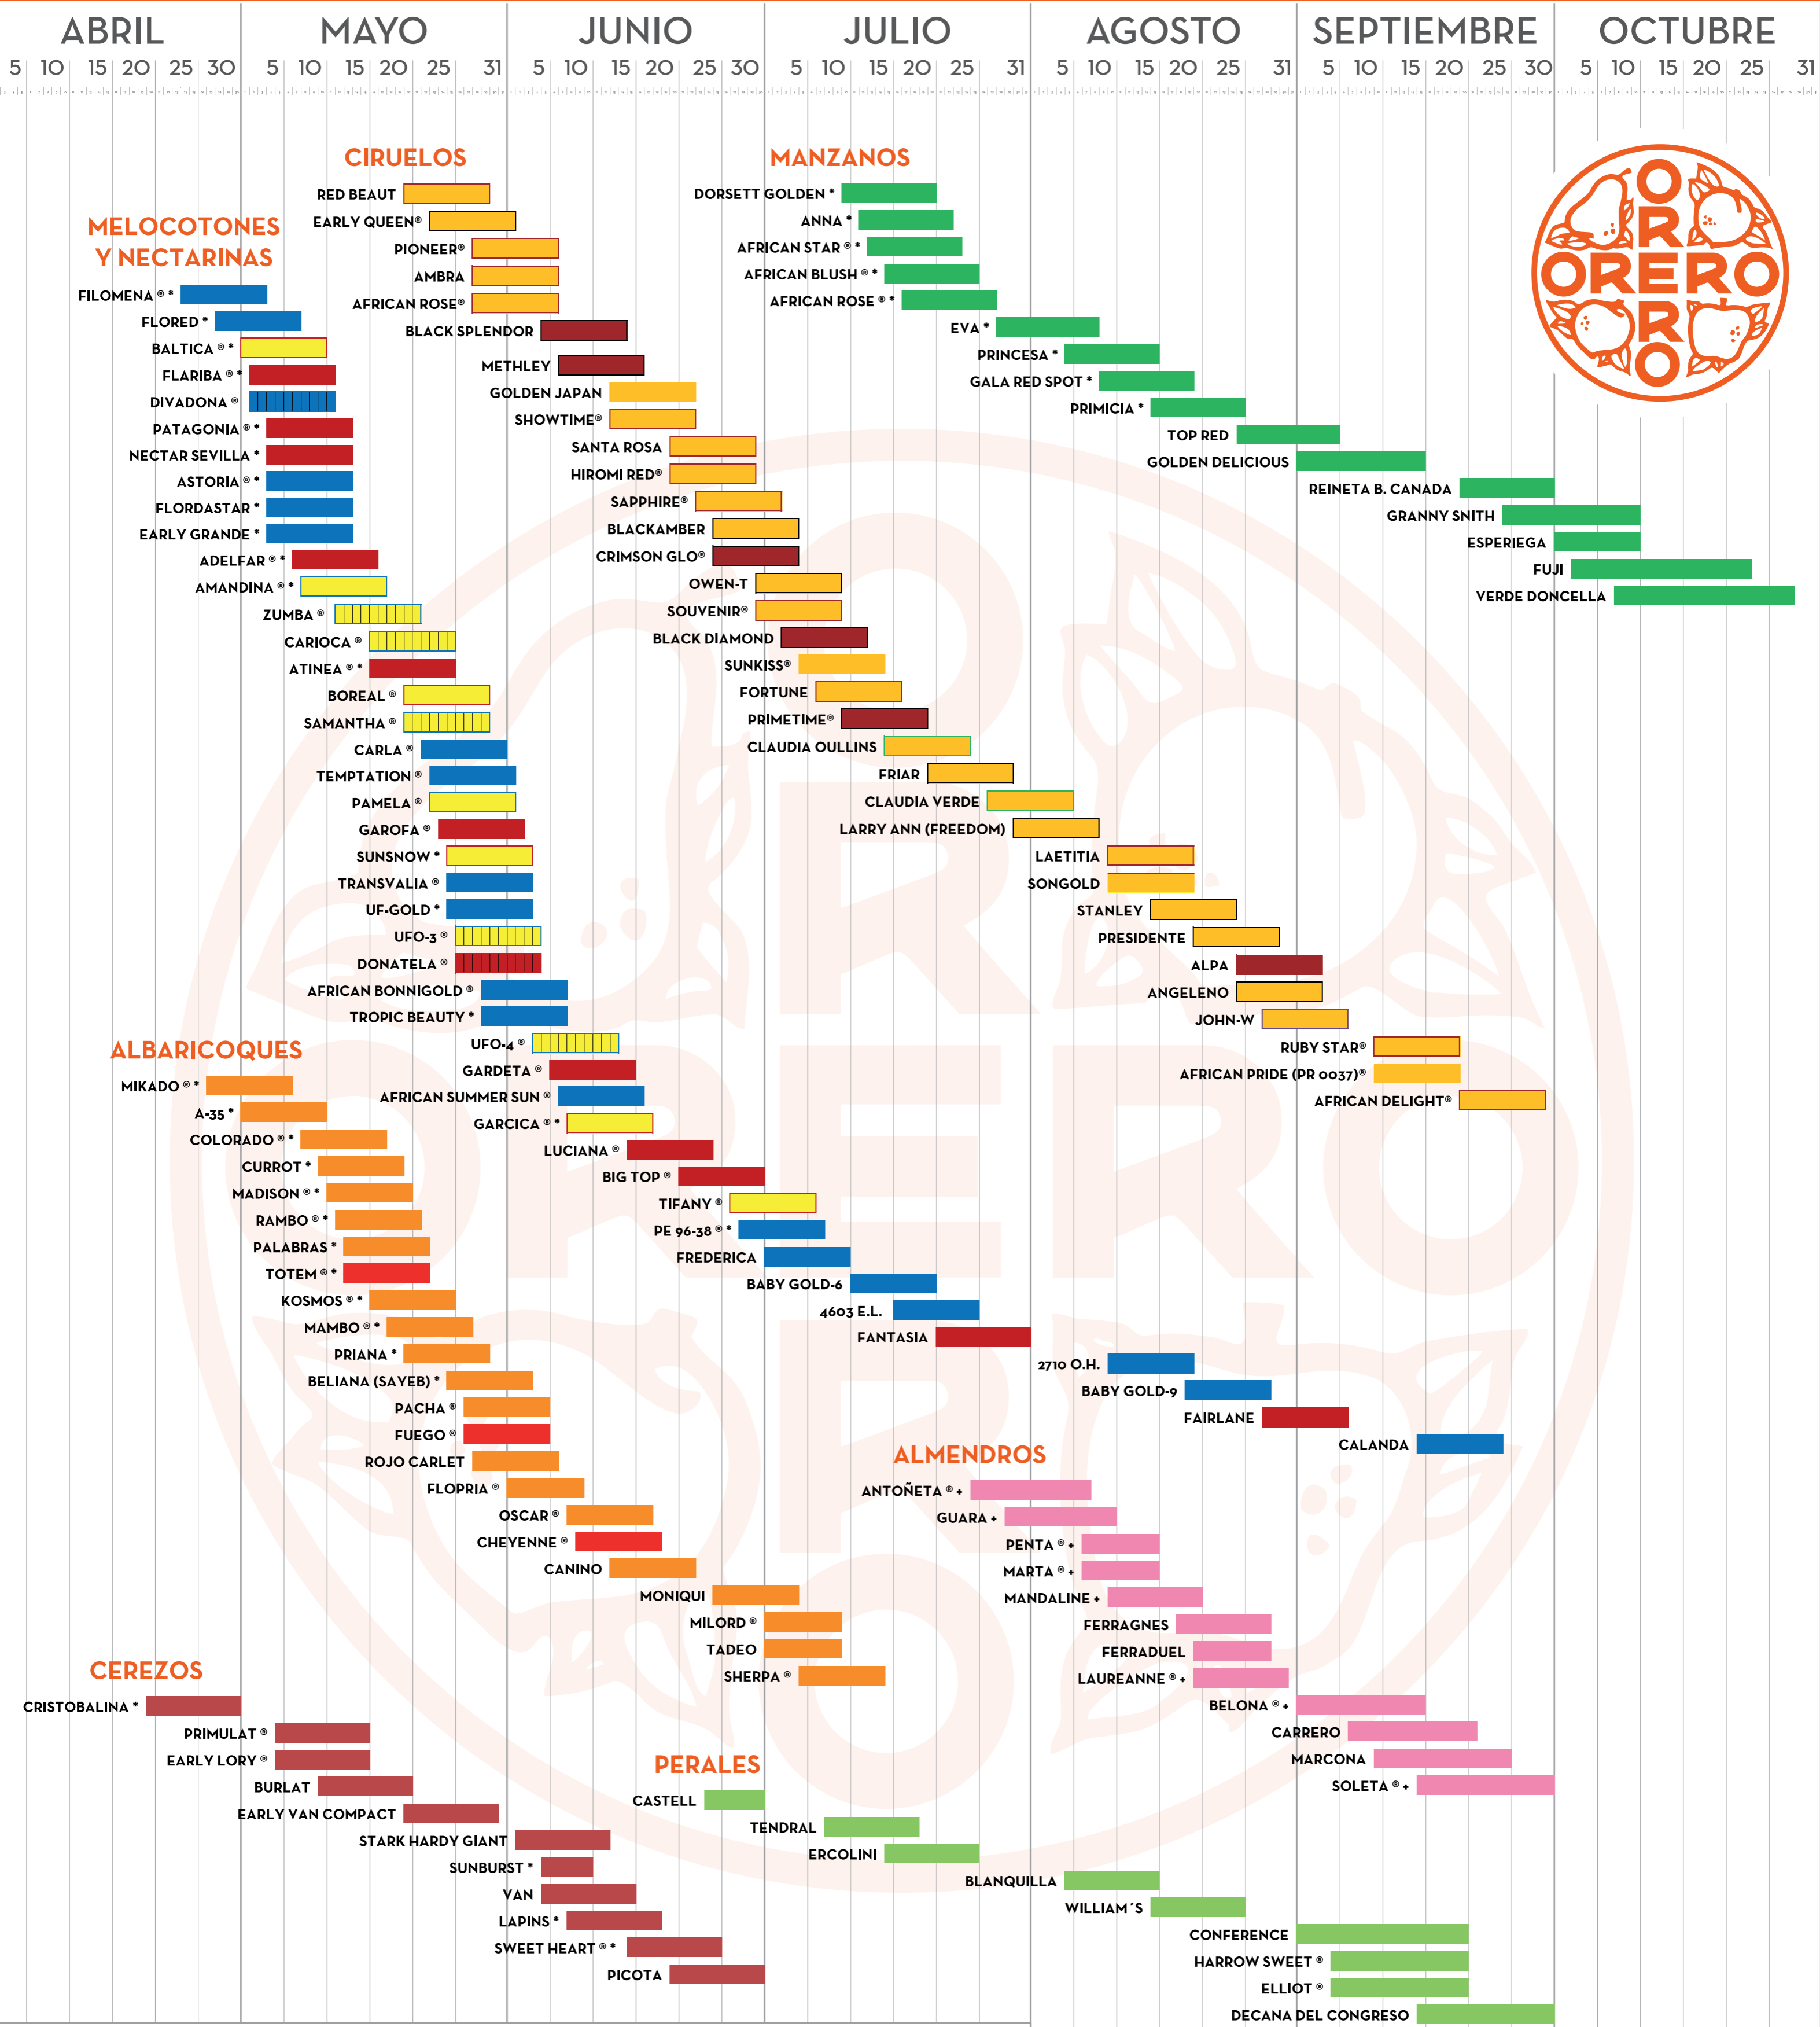 ABRIL MAYO JUNIO JULIO AGOSTO SEPTIEMBRE OCTUBRE
5 10 15 20 25 30 5 10 15 20 25 31 5 10 15 20 25 30 5 10 15 20 25 31 5 10 15 20 25 31 5 10 15 20 25 30 5 10 15 20 25 31
CIRUELOS
RED BEAUT
EARLY QUEEN®
PIONEER®
AMBRA
AFRICAN ROSE®
BLACK SPLENDOR
METHLEY
GOLDEN JAPAN
SHOWTIME®
SANTA ROSA
HIROMI RED®
SAPPHIRE®
BLACKAMBER
CRIMSON GLO®
OWEN-T
SOUVENIR®
BLACK DIAMOND
SUNKISS®
FORTUNE
PRIMETIME®
CLAUDIA OULLINS
FRIAR
CLAUDIA VERDE
LARRY ANN (FREEDOM)
LAETITIA
SONGOLD
STANLEY
PRESIDENTE
ALPA
ANGELENO
JOHN-W
RUBY STAR®
AFRICAN PRIDE (PR 0037)®
AFRICAN DELIGHT®
MANZANOS
DORSETT GOLDEN *
ANNA *
AFRICAN STAR ® *
AFRICAN BLUSH ® *
AFRICAN ROSE ® *
EVA *
PRINCESA *
GALA RED SPOT *
PRIMICIA *
TOP RED
GOLDEN DELICIOUS
REINETA B. CANADA
GRANNY SNITH
ESPERIEGA
FUJI
VERDE DONCELLA
ORERO
ORERO
MELOCOTONES
Y NECTARINAS
FILOMENA ® *
FLORED *
BALTICA ® *
FLARIBA ® *
DIVADONA ®
PATAGONIA ® *
NECTAR SEVILLA *
ASTORIA ® *
FLORDASTAR *
EARLY GRANDE *
ADELFAR ® *
AMANDINA ® *
ZUMBA ®
CARIOCA ®
ATINEA ® *
BOREAL ®
SAMANTHA ®
CARLA ®
TEMPTATION ®
PAMELA ®
GAROFA ®
SUNSNOW *
TRANSVALIA ®
UF-GOLD *
UFO-3 ®
DONATELA ®
AFRICAN BONNIGOLD ®
TROPIC BEAUTY *
UFO-4 ®
GARDETA ®
AFRICAN SUMMER SUN ®
GARCICA ® *
LUCIANA ®
BIG TOP ®
TIFANY ®
PE 96-38 ® *
FREDERICA
BABY GOLD-6
4603 E.L.
FANTASIA
2710 O.H.
BABY GOLD-9
FAIRLANE
CALANDA
ALBARICOQUES
MIKADO ® *
A-35 *
COLORADO ® *
CURROT *
MADISON ® *
RAMBO ® *
PALABRAS *
TOTEM ® *
KOSMOS ® *
MAMBO ® *
PRIANA *
BELIANA (SAYEB) *
PACHA ®
FUEGO ®
ROJO CARLET
FLOPRIA ®
OSCAR ®
CHEYENNE ®
CANINO
MONIQUI
MILORD ®
TADEO
SHERPA ®
ALMENDROS
ANTOÑETA ® +
GUARA +
PENTA ® +
MARTA ® +
MANDALINE +
FERRAGNES
FERRADUEL
LAUREANNE ® +
BELONA ® +
CARRERO
MARCONA
SOLETA ® +
CEREZOS
CRISTOBALINA *
PRIMULAT ®
EARLY LORY ®
BURLAT
EARLY VAN COMPACT
STARK HARDY GIANT
SUNBURST *
VAN
LAPINS *
SWEET HEART ® *
PICOTA
PERALES
CASTELL
TENDRAL
ERCOLINI
BLANQUILLA
WILLIAM´S
CONFERENCE
HARROW SWEET ®
ELLIOT ®
DECANA DEL CONGRESO